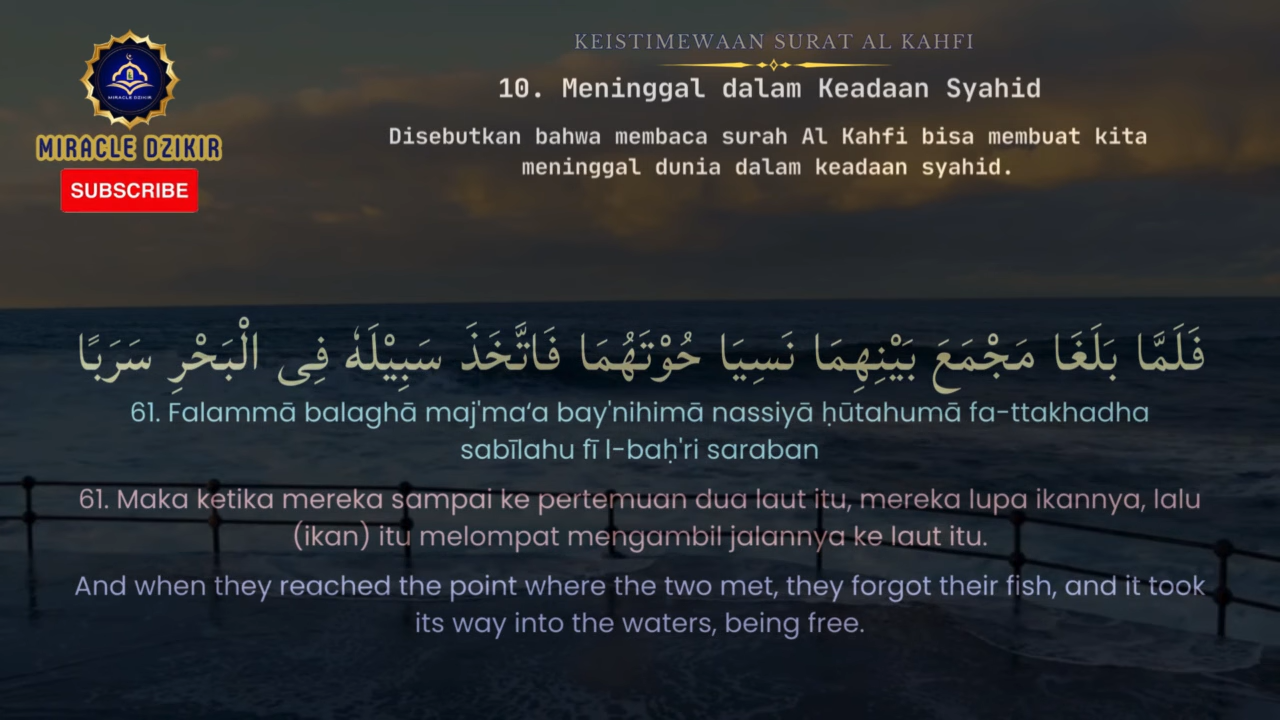 KEISTIMEWAAN SURAT AL KAHFI
10. Meninggal dalam Keadaan Syahid
Disebutkan bahwa membaca surah Al Kahfi bisa membuat kita
meninggal dunia dalam keadaan syahid.
MIRACLE DZIKIR
MIRACLE DZIKIR
SUBSCRIBE
فَلَمَّا بَلَغَا مَجْمَعَ بَيْنِهِمَا نَسِيَا حُوْتَهُمَا فَاتَّخَذَ سَبِيْلَهٗ فِى الْبَحْرِ سَرَبًا
61. Falammā balaghā maj'ma‘a bay'nihimā nassiyā ḥūtahumā fa-ttakhadha
sabīlahu fī l-baḥ'ri saraban
61. Maka ketika mereka sampai ke pertemuan dua laut itu, mereka lupa ikannya, lalu
(ikan) itu melompat mengambil jalannya ke laut itu.
And when they reached the point where the two met, they forgot their fish, and it took
its way into the waters, being free.